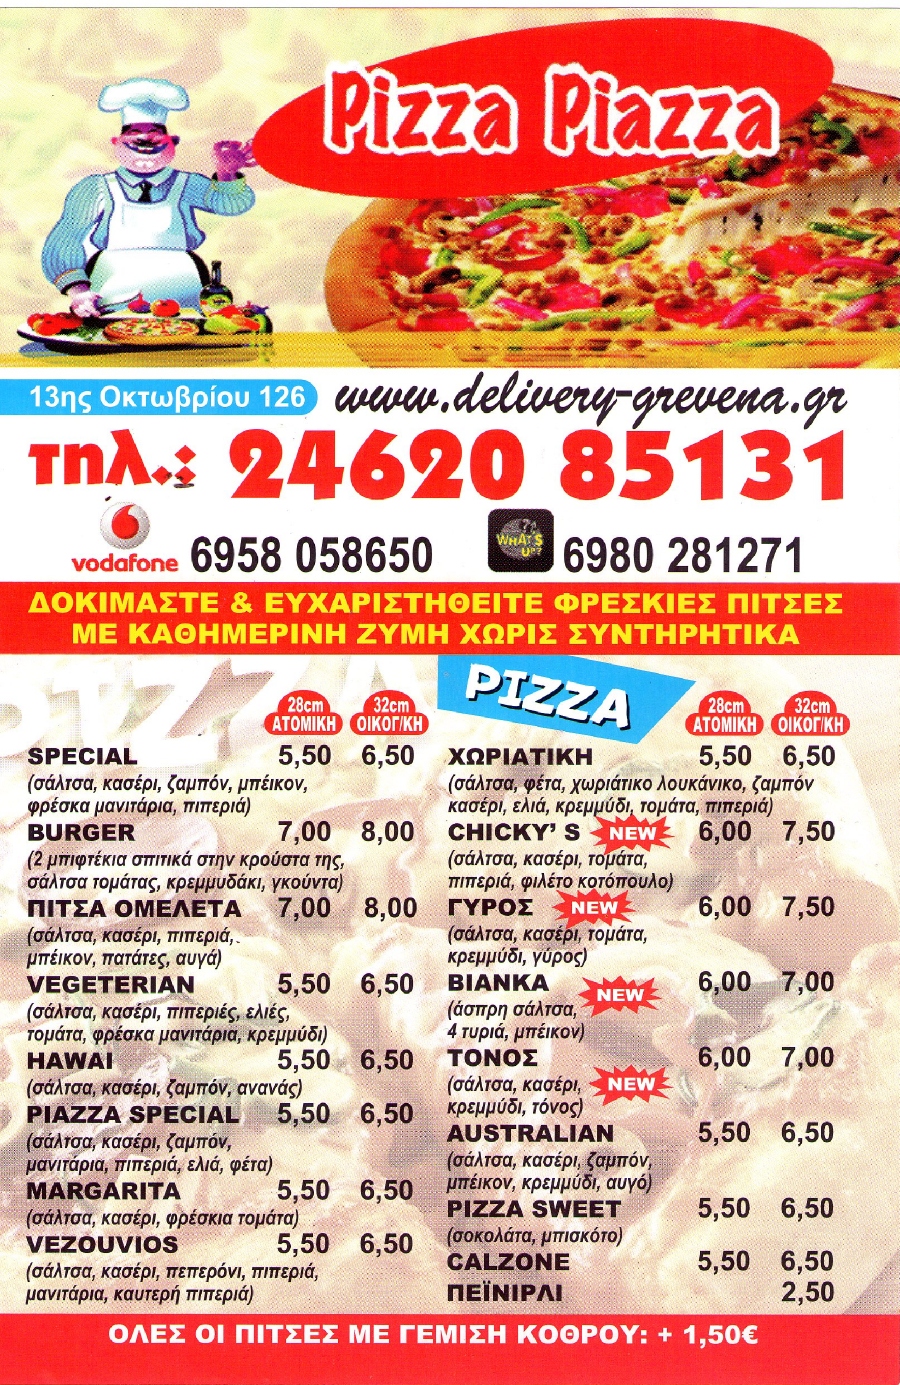 Pizza Piazza
13ης Οκτωβρίου 126
www.delivery-grevena.gr
τηλ.: 24620 85131
vodafone 6958 058650
WHAT'S UP? 6980 281271
ΔΟΚΙΜΑΣΤΕ & ΕΥΧΑΡΙΣΤΗΘΕΙΤΕ ΦΡΕΣΚΙΕΣ ΠΙΤΣΕΣ
ΜΕ ΚΑΘΗΜΕΡΙΝΗ ΖΥΜΗ ΧΩΡΙΣ ΣΥΝΤΗΡΗΤΙΚΑ
PIZZA
28cm ΑΤΟΜΙΚΗ 32cm ΟΙΚΟΓ/ΚΗ
SPECIAL 5,50 6,50
(σάλτσα, κασέρι, ζαμπόν, μπέικον,
φρέσκα μανιτάρια, πιπεριά)
BURGER 7,00 8,00
(2 μπιφτέκια σπιτικά στην κρούστα της,
σάλτσα τομάτας, κρεμμυδάκι, γκούντα)
ΠΙΤΣΑ ΟΜΕΛΕΤΑ 7,00 8,00
(σάλτσα, κασέρι, πιπεριά,
μπέικον, πατάτες, αυγά)
VEGETERIAN 5,50 6,50
(σάλτσα, κασέρι, πιπεριές, ελιές,
τομάτα, φρέσκα μανιτάρια, κρεμμύδι)
HAWAI 5,50 6,50
(σάλτσα, κασέρι, ζαμπόν, ανανάς)
PIAZZA SPECIAL 5,50 6,50
(σάλτσα, κασέρι, ζαμπόν,
μανιτάρια, πιπεριά, ελιά, φέτα)
MARGARITA 5,50 6,50
(σάλτσα, κασέρι, φρέσκια τομάτα)
VEZOUVIOS 5,50 6,50
(σάλτσα, κασέρι, πεπερόνι, πιπεριά,
μανιτάρια, καυτερή πιπεριά)
PIZZA
28cm ΑΤΟΜΙΚΗ 32cm ΟΙΚΟΓ/ΚΗ
ΧΩΡΙΑΤΙΚΗ 5,50 6,50
(σάλτσα, φέτα, χωριάτικο λουκάνικο, ζαμπόν
κασέρι, ελιά, κρεμμύδι, τομάτα, πιπεριά)
CHICKY' S NEW 6,00 7,50
(σάλτσα, κασέρι, τομάτα,
πιπεριά, φιλέτο κοτόπουλο)
ΓΥΡΟΣ NEW 6,00 7,50
(σάλτσα, κασέρι, τομάτα,
κρεμμύδι, γύρος)
ΒΙΑΝΚΑ NEW 6,00 7,00
(άσπρη σάλτσα,
4 τυριά, μπέικον)
ΤΟΝΟΣ NEW 6,00 7,00
(σάλτσα, κασέρι,
κρεμμύδι, τόνος)
AUSTRALIAN 5,50 6,50
(σάλτσα, κασέρι, ζαμπόν,
μπέικον, κρεμμύδι, αυγό)
PIZZA SWEET 5,50 6,50
(σοκολάτα, μπισκότο)
CALZONE 5,50 6,50
ΠΕΪΝΙΡΛΙ 2,50
ΟΛΕΣ ΟΙ ΠΙΤΣΕΣ ΜΕ ΓΕΜΙΣΗ ΚΟΘΡΟΥ: + 1,50€